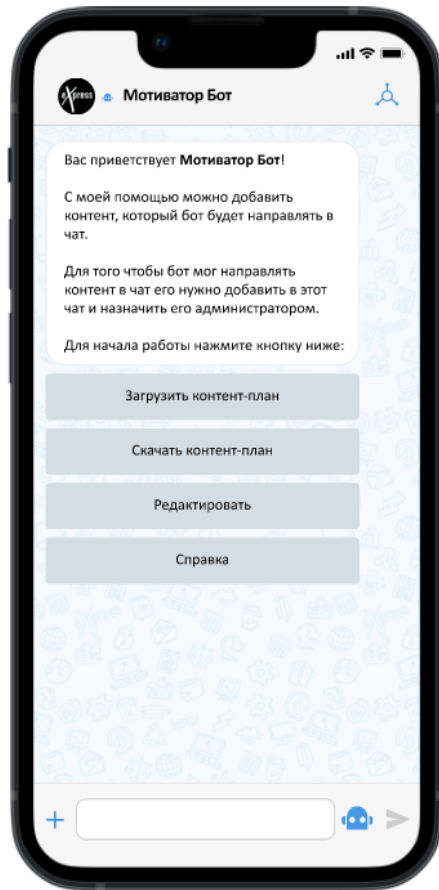 eXpress
Мотиватор Бот
Вас приветствует Мотиватор Бот!
С моей помощью можно добавить
контент, который бот будет направлять в
чат.
Для того чтобы бот мог направлять
контент в чат его нужно добавить в этот
чат и назначить его администратором.
Для начала работы нажмите кнопку ниже:
Загрузить контент-план
Скачать контент-план
Редактировать
Справка